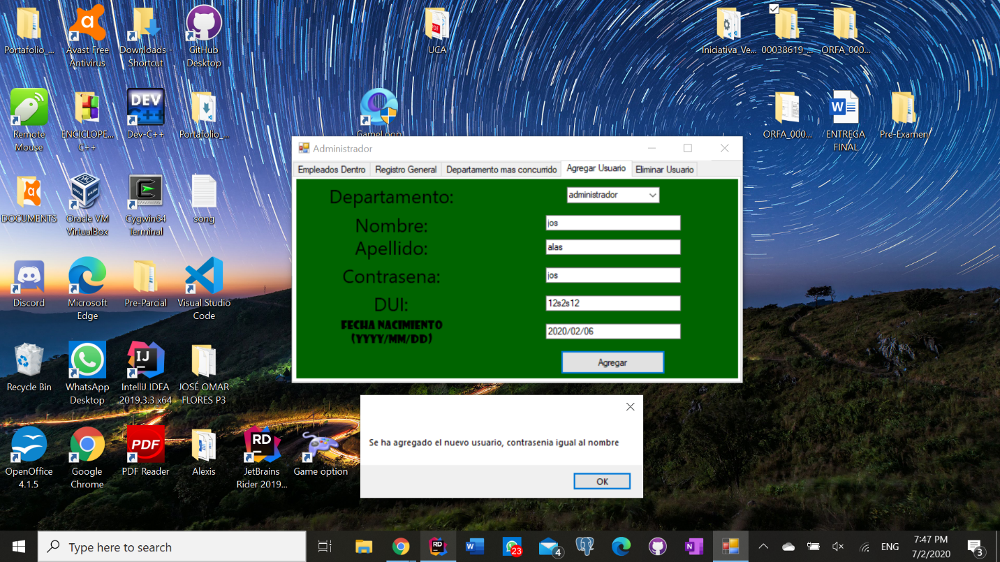 Portafolio_...
Avast Free
Antivirus
Downloads -
Shortcut
GitHub
Desktop
PDF
UCA
Iniciativa_Ve...
00038619_...
ORFA_000...
Remote
Mouse
ENCICLOPE...
C++
DEV
C++
Dev-C++
Portafolio_...
GameLoop
ORFA_000...
W
ENTREGA
FINAL
Pre-Examen
DOCUMENTS
Oracle VM
VirtualBox
Cygwin64
Terminal
song
Discord
Microsoft
Edge
Pre-Parcial
Visual Studio
Code
Recycle Bin
WhatsApp
Desktop
IJ
IntelliJ IDEA
2019.3.3 x64
JOSÉ OMAR
FLORES P3
OpenOffice
4.1.5
Google
Chrome
PDF
PDF Reader
Alexis
RD
JetBrains
Rider 2019...
Game option
Administrador
Empleados Dentro
Registro General
Departamento mas concurrido
Agregar Usuario
Eliminar Usuario
Departamento:
administrador
Nombre:
jos
Apellido:
alas
Contrasena:
jos
DUI:
12s2s12
FECHA NACIMIENTO
(YYYY/MM/DD)
2020/02/06
Agregar
Se ha agregado el nuevo usuario, contrasenia igual al nombre
OK
Type here to search
RD
W
23
4
N
ENG
7:47 PM
7/2/2020
3